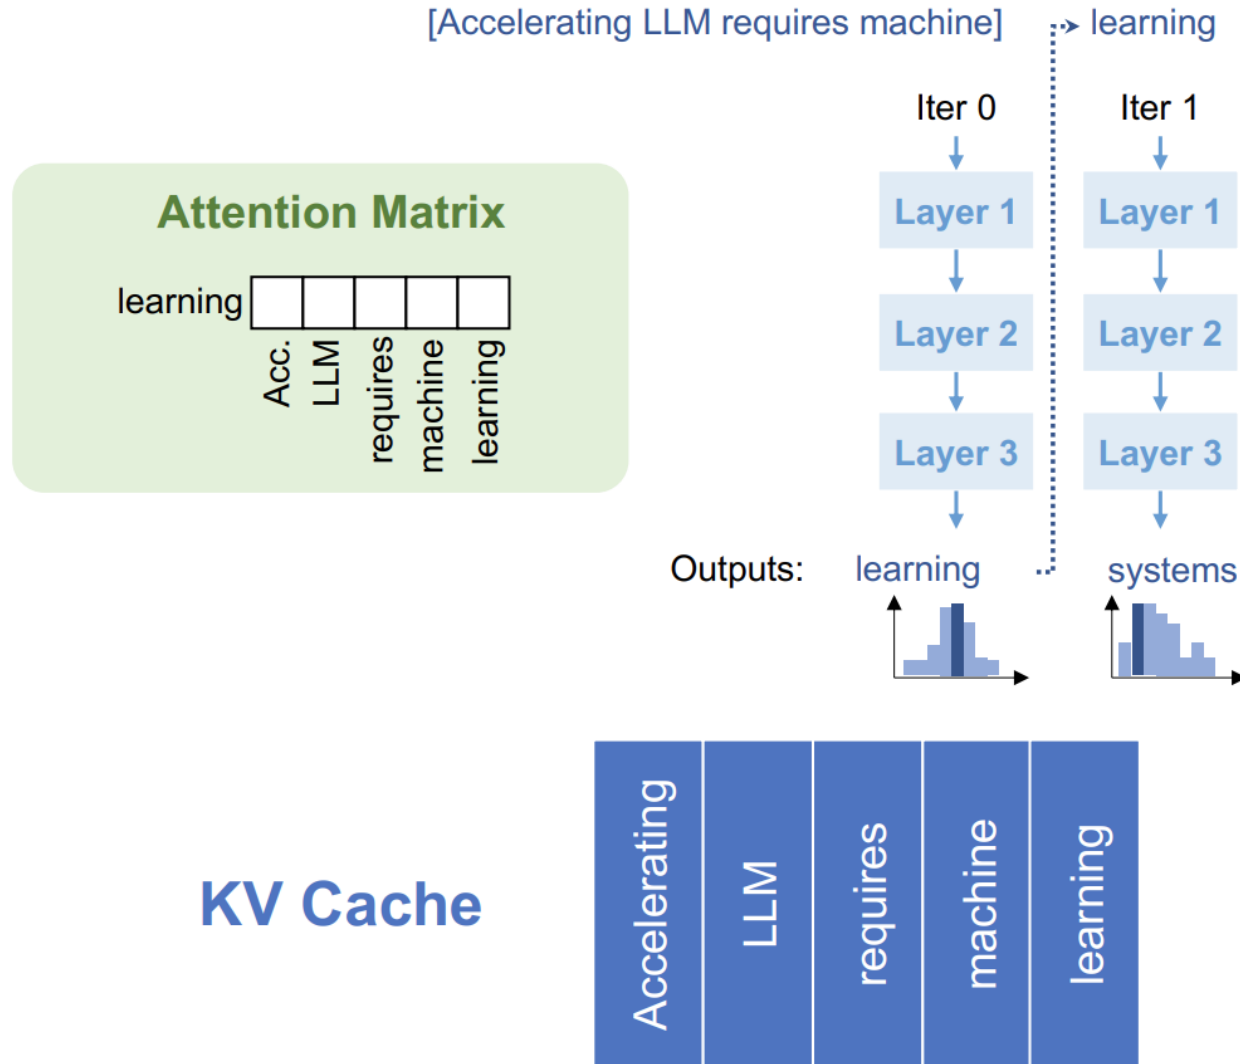 [Accelerating LLM requires machine] learning
Iter 0 Iter 1
Attention Matrix
learning
Acc.
LLM
requires
machine
learning
Layer 1 Layer 1
Layer 2 Layer 2
Layer 3 Layer 3
Outputs: learning systems
KV Cache
Accelerating
LLM
requires
machine
learning